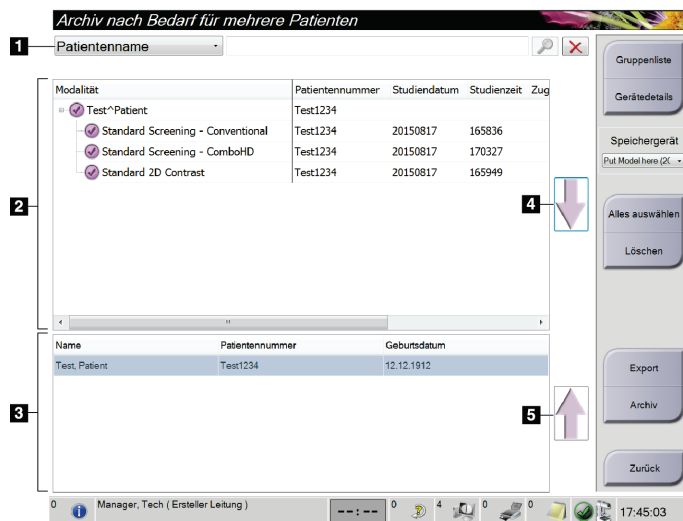 Archiv nach Bedarf für mehrere Patienten
1 Patientenname
Gruppenliste
Gerätedetails
Speichergerät
Put Model here (2(
Alles auswählen
Löschen
2
Modalität Patientennummer Studiendatum Studienzeit Zug
Test^Patient Test1234
Standard Screening - Conventional Test1234 20150817 165836
Standard Screening - ComboHD Test1234 20150817 170327
Standard 2D Contrast Test1234 20150817 165949
4
3
Name Patientennummer Geburtsdatum
Test, Patient Test1234 12.12.1912
5
Export
Archiv
Zurück
0 Manager, Tech ( Ersteller Leitung ) --:-- 0 4 0 0 17:45:03